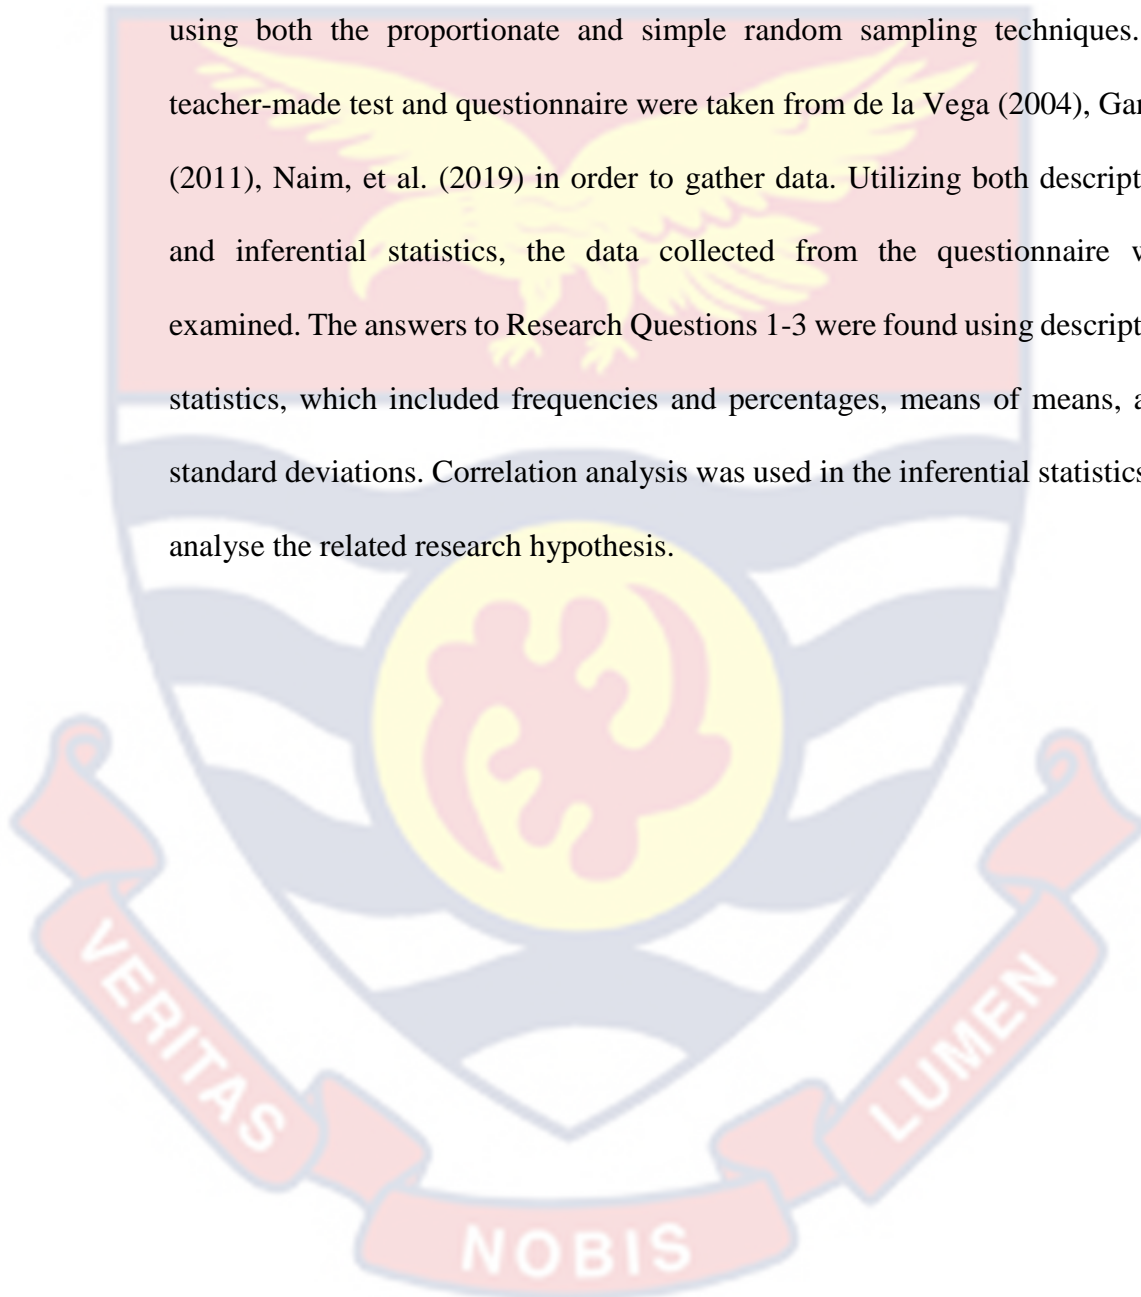 using both the proportionate and simple random sampling techniques.
teacher-made test and questionnaire were taken from de la Vega (2004),
(2011), Naim, et al. (2019) in order to gather data. Utilizing both
and inferential statistics, the data collected from the questionnaire
examined. The answers to Research Questions 1-3 were found using
statistics, which included frequencies and percentages, means of means,
standard deviations. Correlation analysis was used in the inferential statistics
analyse the related research hypothesis.
VERITAS
NOBIS
LUMEN